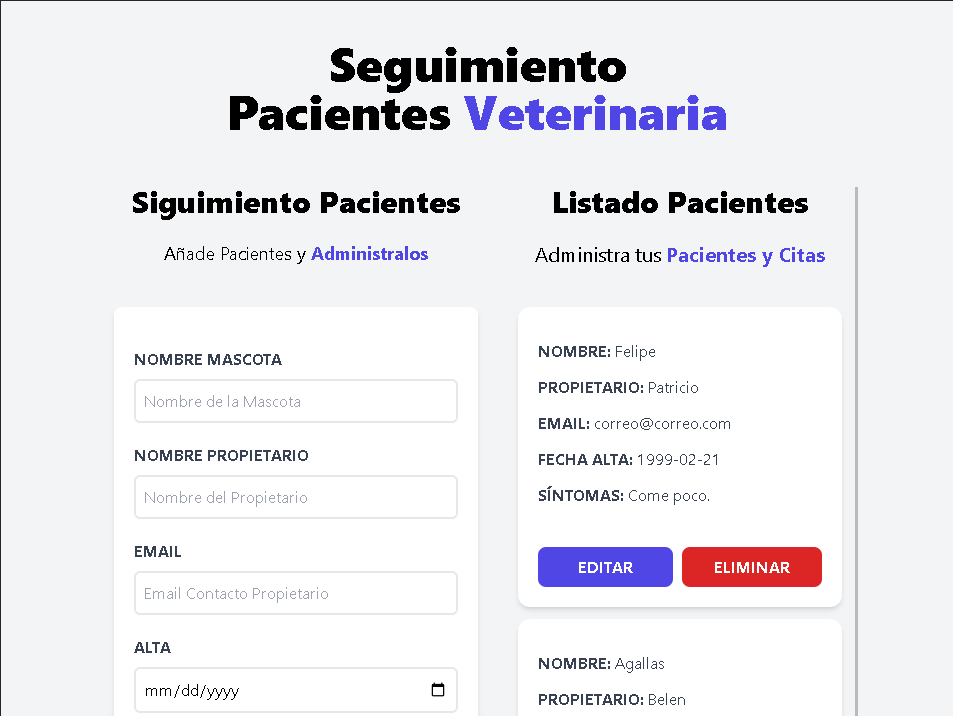 Seguimiento
Pacientes Veterinaria
Siguimiento Pacientes
Añade Pacientes y Administralos
NOMBRE MASCOTA
Nombre de la Mascota
NOMBRE PROPIETARIO
Nombre del Propietario
EMAIL
Email Contacto Propietario
ALTA
mm/dd/yyyy
Listado Pacientes
Administra tus Pacientes y Citas
NOMBRE: Felipe
PROPIETARIO: Patricio
EMAIL: correo@correo.com
FECHA ALTA: 1999-02-21
SÍNTOMAS: Come poco.
EDITAR
ELIMINAR
NOMBRE: Agallas
PROPIETARIO: Belen